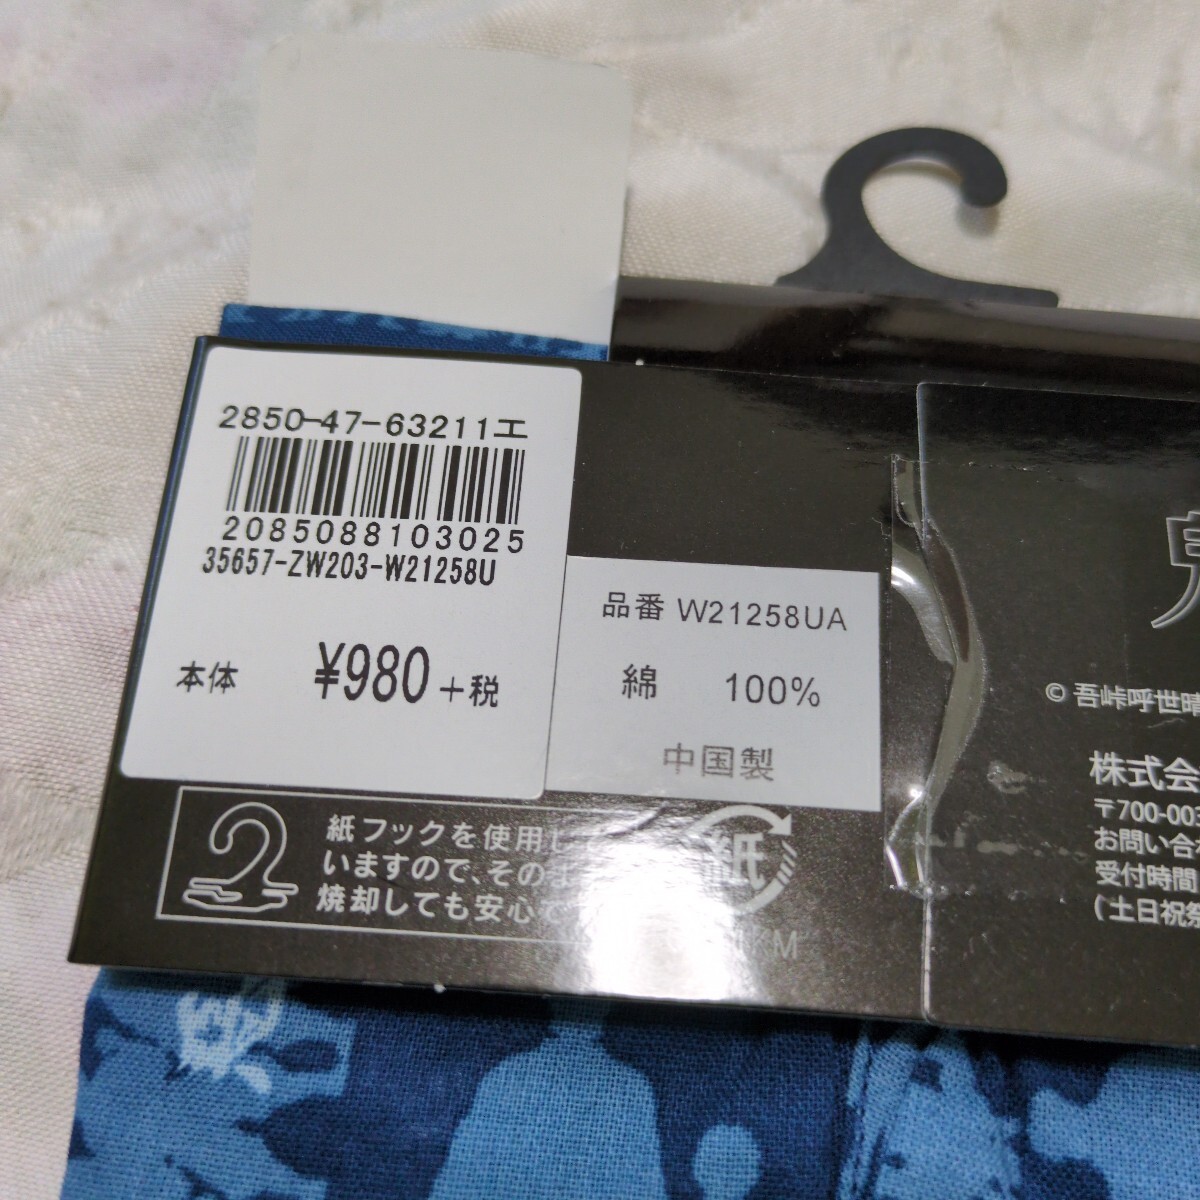 2850-47-63211エ
2085088103025
35657-ZW203-W21258U
本体 ¥980+税
品番 W21258UA
綿 100%
中国製
紙フックを使用し
いますので、そのま
焼却しても安心で
紙
M
© 吾峠呼世晴
株式会
〒700-003
お問い合
受付時間
(土日祝祭